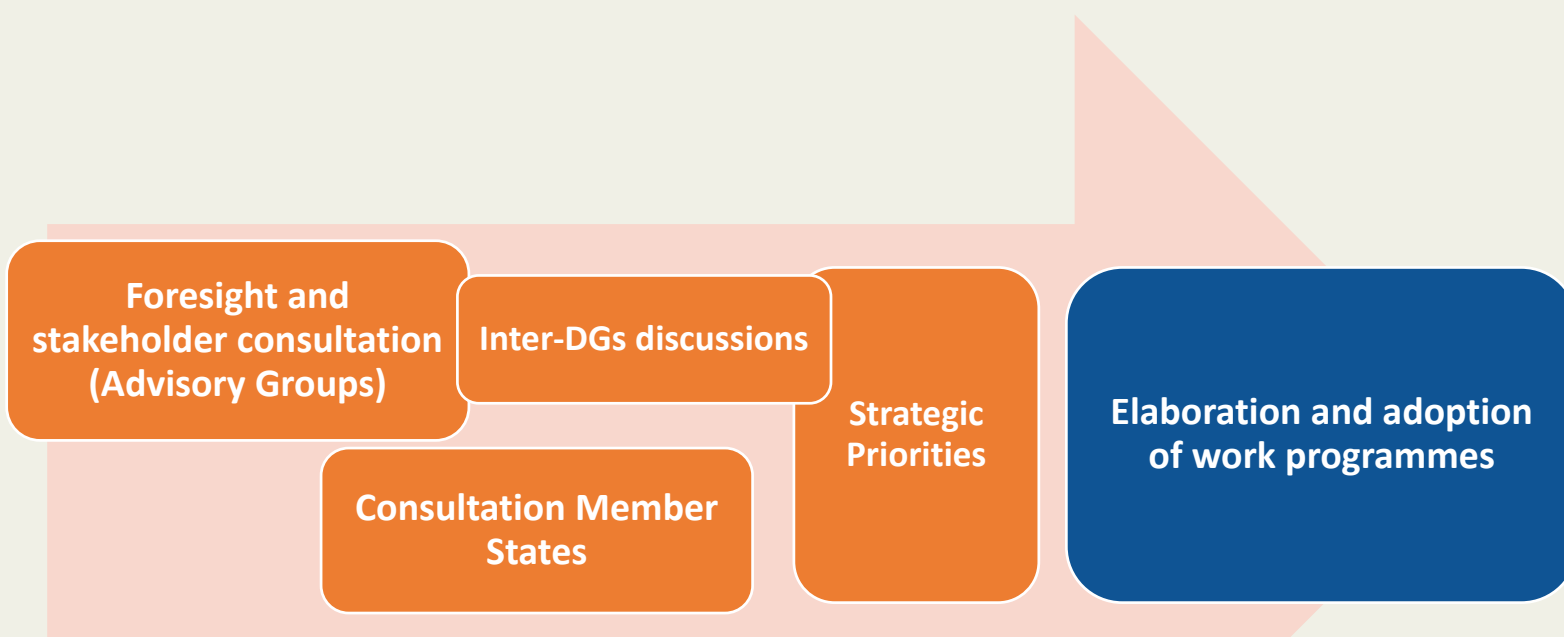 Foresight and
stakeholder consultation
(Advisory Groups)
Inter-DGs discussions
Consultation Member
States
Strategic
Priorities
Elaboration and adoption
of work programmes